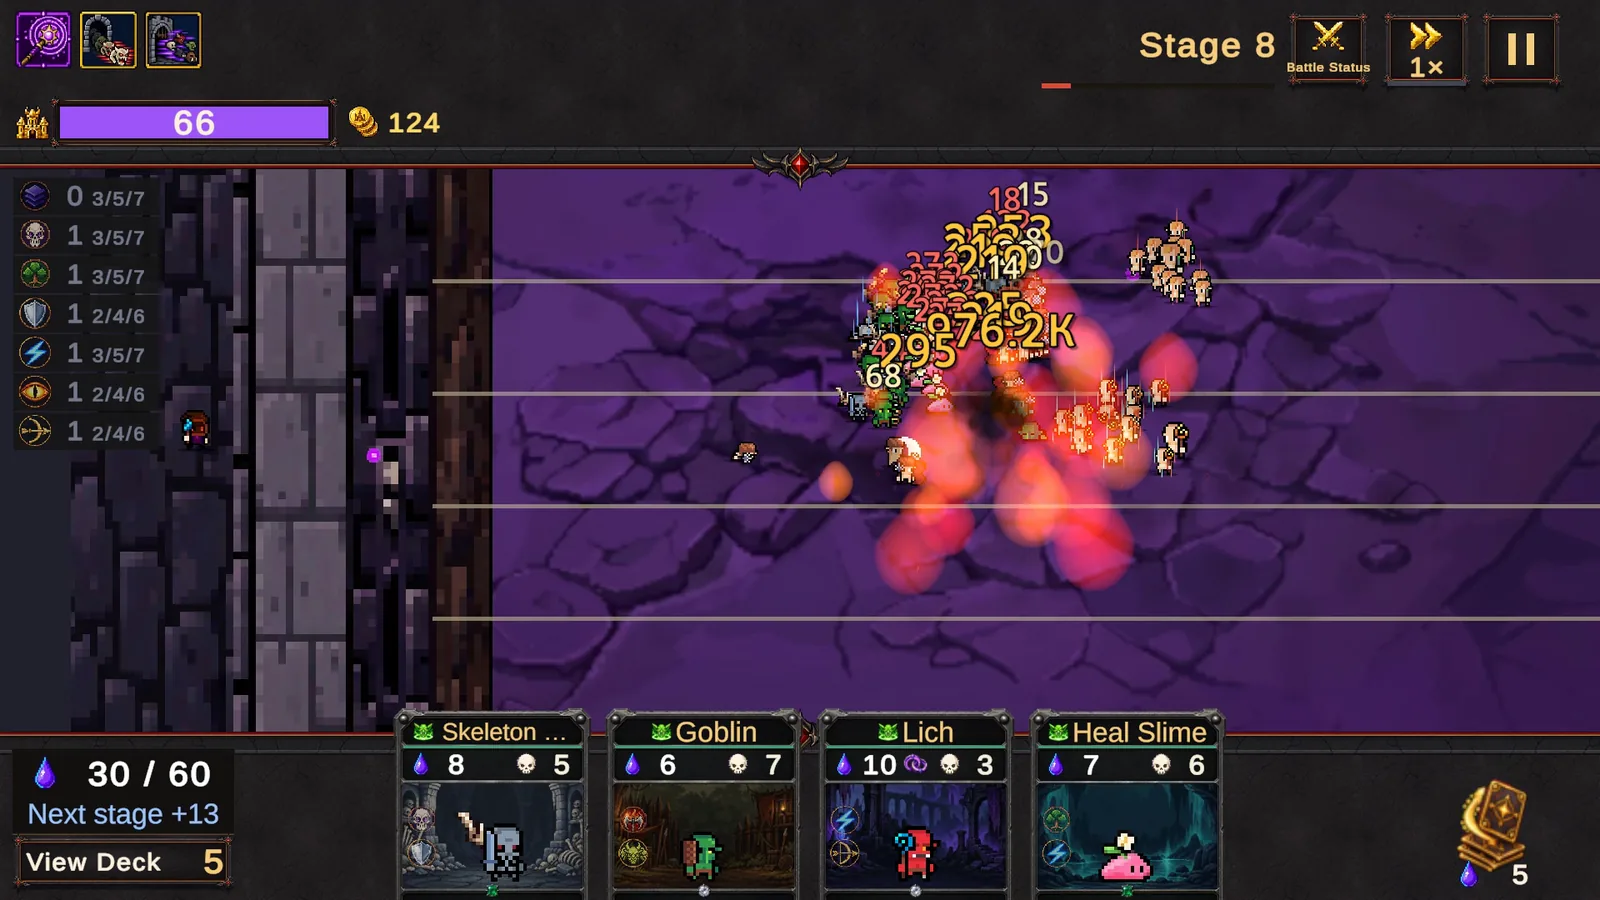 Stage 8
Battle Status
1×
66
124
0 3/5/7
1 3/5/7
1 3/5/7
1 2/4/6
1 3/5/7
1 2/4/6
1 2/4/6
18
15
14
976.2K
295
68
30 / 60
Next stage +13
View Deck 5
Skeleton ...
8 5
Goblin
6 7
Lich
10 3
Heal Slime
7 6
5